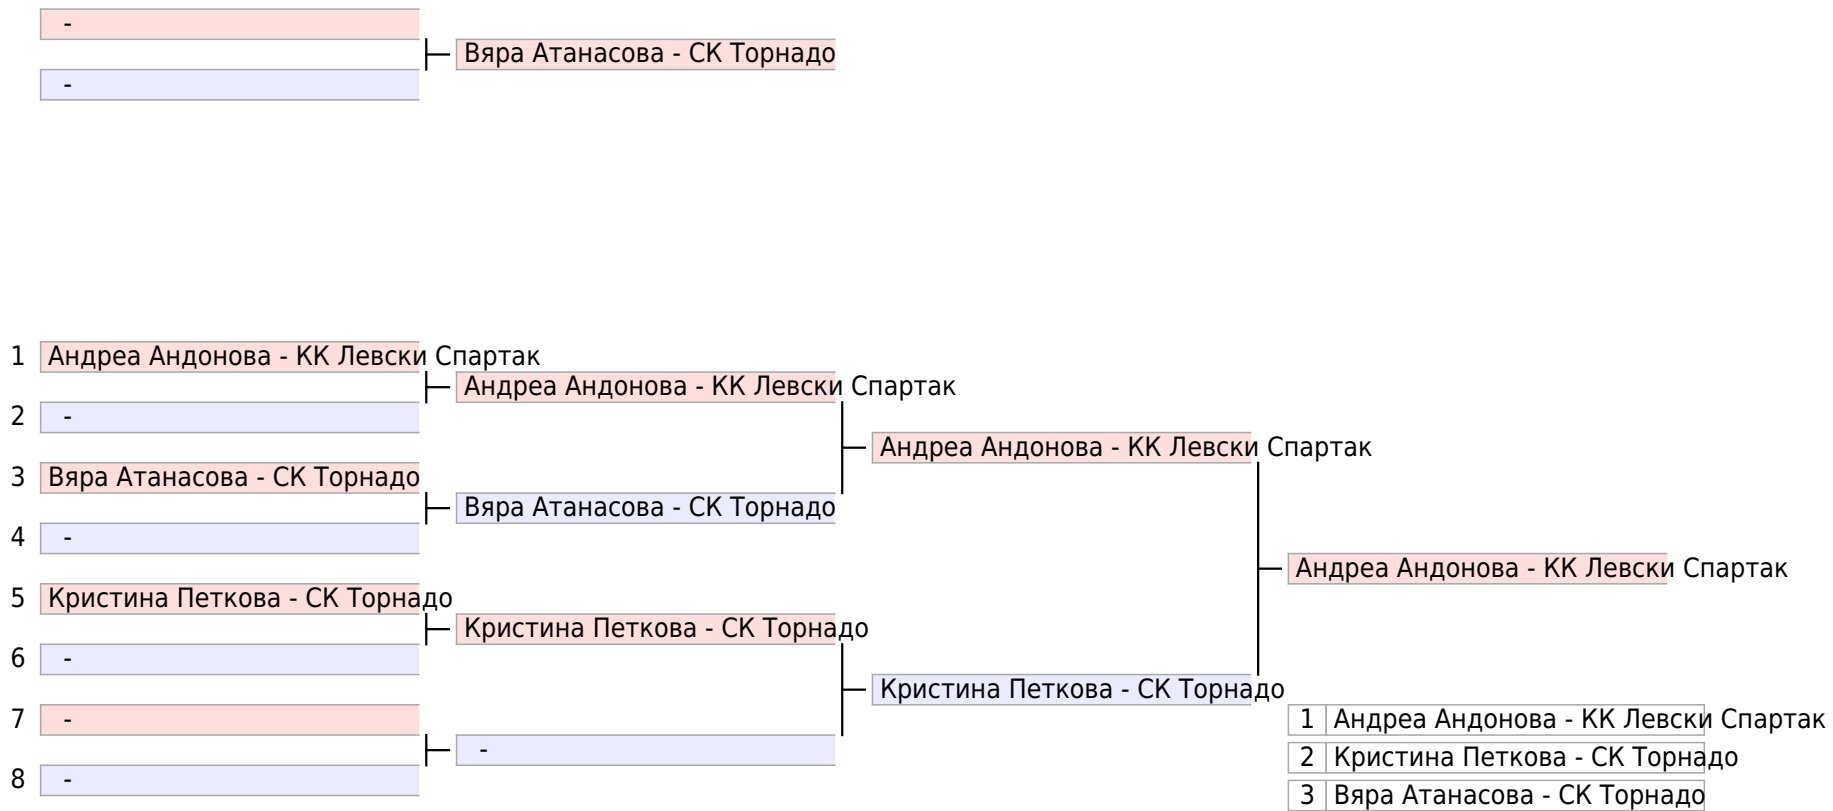 -
Вяра Атанасова - СК Торнадо
-
1 Андреа Андонова - КК Левски Спартак
Андреа Андонова - КК Левски Спартак
2 -
Андреа Андонова - КК Левски Спартак
3 Вяра Атанасова - СК Торнадо
Вяра Атанасова - СК Торнадо
4 -
Андреа Андонова - КК Левски Спартак
5 Кристина Петкова - СК Торнадо
Кристина Петкова - СК Торнадо
6 -
Кристина Петкова - СК Торнадо
7 -
1 Андреа Андонова - КК Левски Спартак
-
2 Кристина Петкова - СК Торнадо
8 -
3 Вяра Атанасова - СК Торнадо